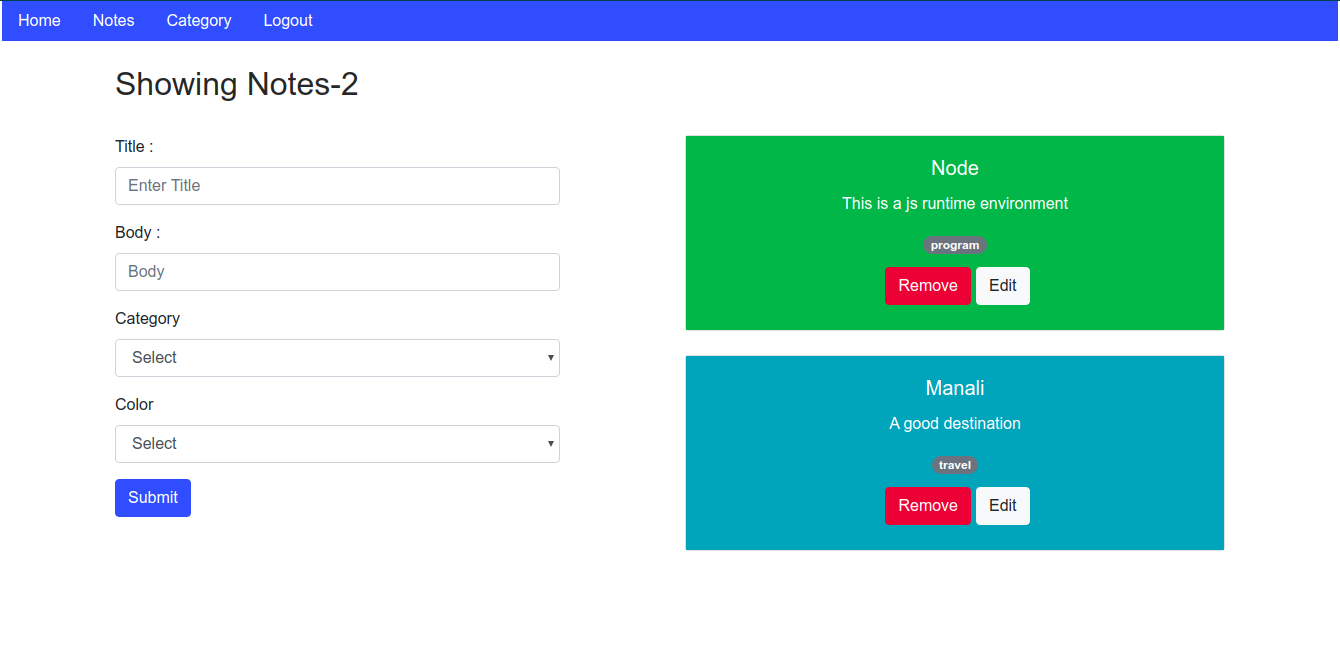 Home Notes Category Logout
Showing Notes-2
Title :
Enter Title
Body :
Body
Category
Select
Color
Select
Submit
Node
This is a js runtime environment
program
Remove Edit
Manali
A good destination
travel
Remove Edit